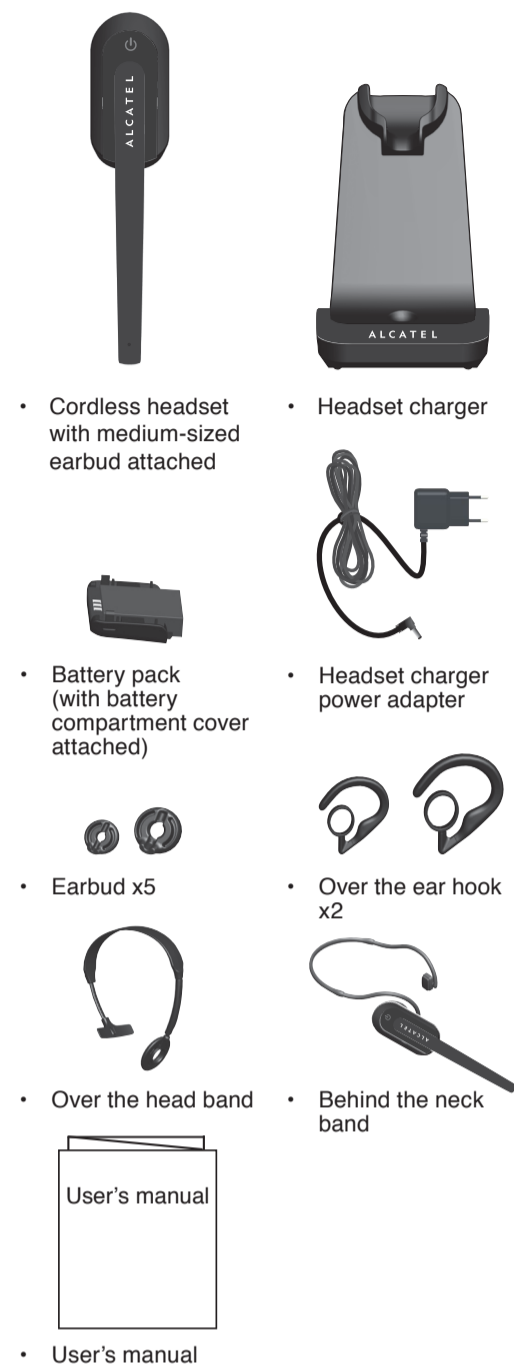 ALCATEL
ALCATEL
• Cordless headset
with medium-sized
earbud attached
• Headset charger
• Battery pack
(with battery
compartment cover
attached)
• Headset charger
power adapter
• Earbud x5
• Over the ear hook
x2
ALCATEL
• Over the head band
• Behind the neck
band
User's manual
• User's manual